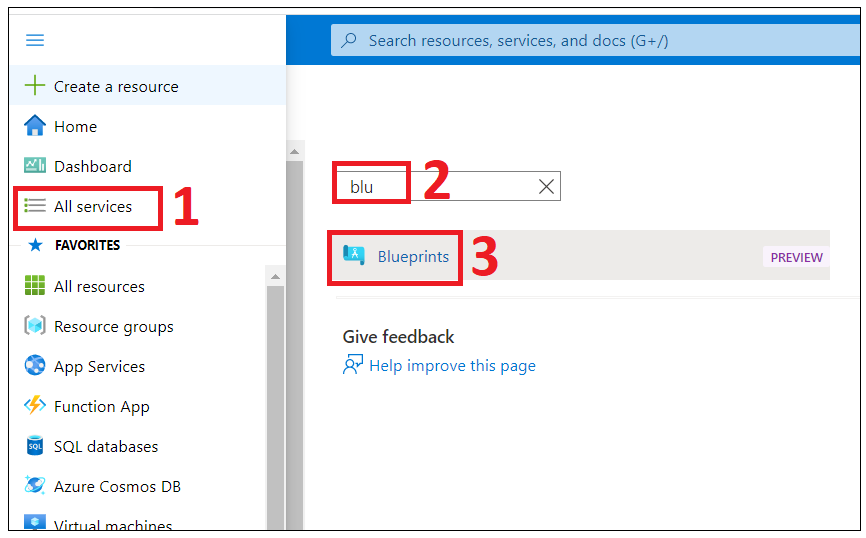 Search resources, services, and docs (G+/)
Create a resource
Home
Dashboard
All services
1
FAVORITES
All resources
Resource groups
App Services
Function App
SQL databases
Azure Cosmos DB
Virtual machines
blu
2
Blueprints
3
PREVIEW
Give feedback
Help improve this page